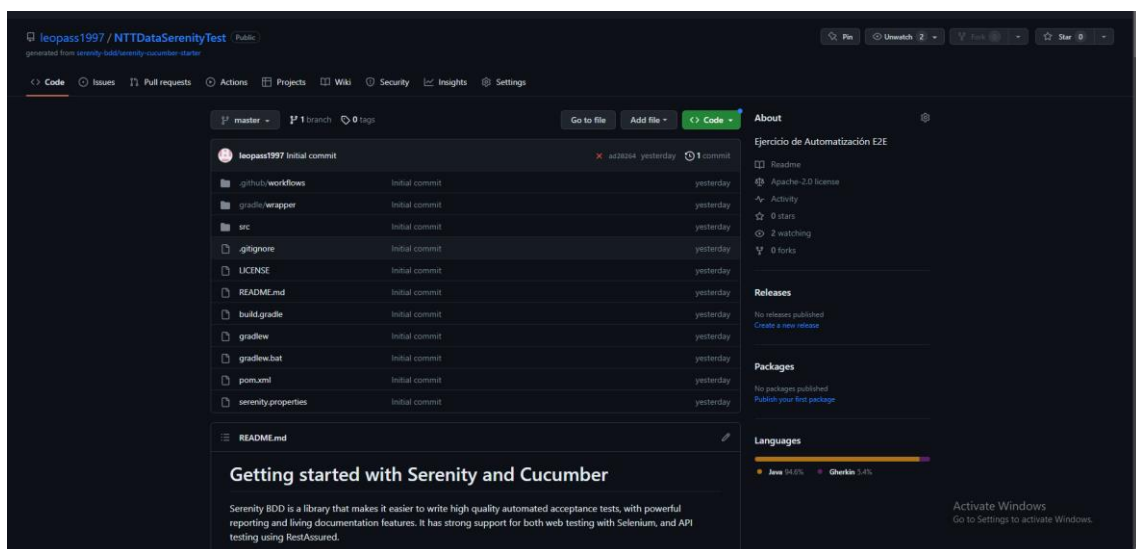 leopass1997 / NTTDataSerenityTest Public
generated from serenity-bdd/serenity-cucumber-starter
Pin Unwatch 2 Fork 0 Star 0
Code Issues Pull requests Actions Projects Wiki Security Insights Settings
master 1 branch 0 tags Go to file Add file Code
leopass1997 Initial commit yesterday 1 commit
.github/workflows Initial commit yesterday
gradle/wrapper Initial commit yesterday
src Initial commit yesterday
.gitignore Initial commit yesterday
LICENSE Initial commit yesterday
README.md Initial commit yesterday
build.gradle Initial commit yesterday
gradlew Initial commit yesterday
gradlew.bat Initial commit yesterday
pom.xml Initial commit yesterday
serenity.properties Initial commit yesterday
README.md
Getting started with Serenity and Cucumber
Serenity BDD is a library that makes it easier to write high quality automated acceptance tests, with powerful
reporting and living documentation features. It has strong support for both web testing with Selenium, and API
testing using RestAssured.
About
Ejercicio de Automatización E2E
Readme
Apache-2.0 license
Activity
0 stars
2 watching
0 forks
Releases
No releases published
Create a new release
Packages
No packages published
Publish your first package
Languages
Java 94.6% Gherkin 5.4%
Activate Windows
Go to Settings to activate Windows.